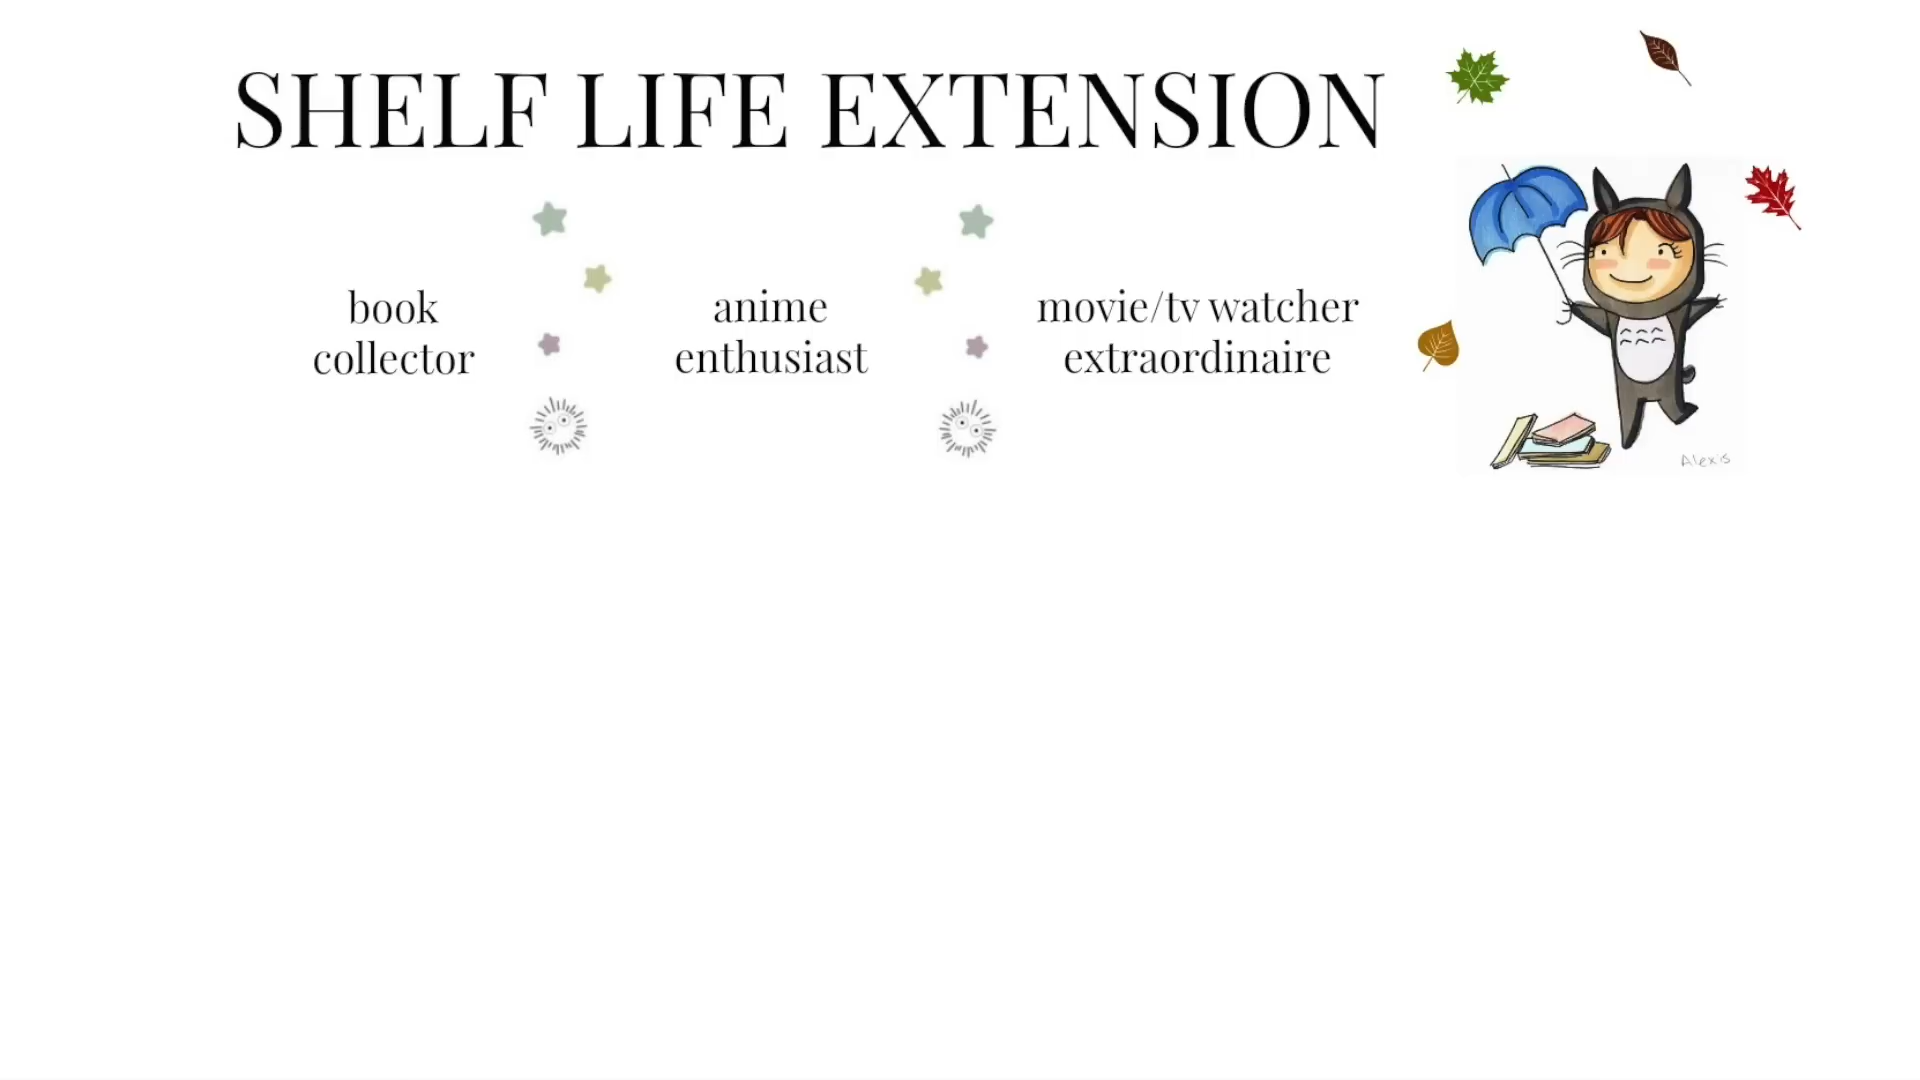 SHELF LIFE EXTENSION
book
collector
anime
enthusiast
movie/tv watcher
extraordinaire
Alexis